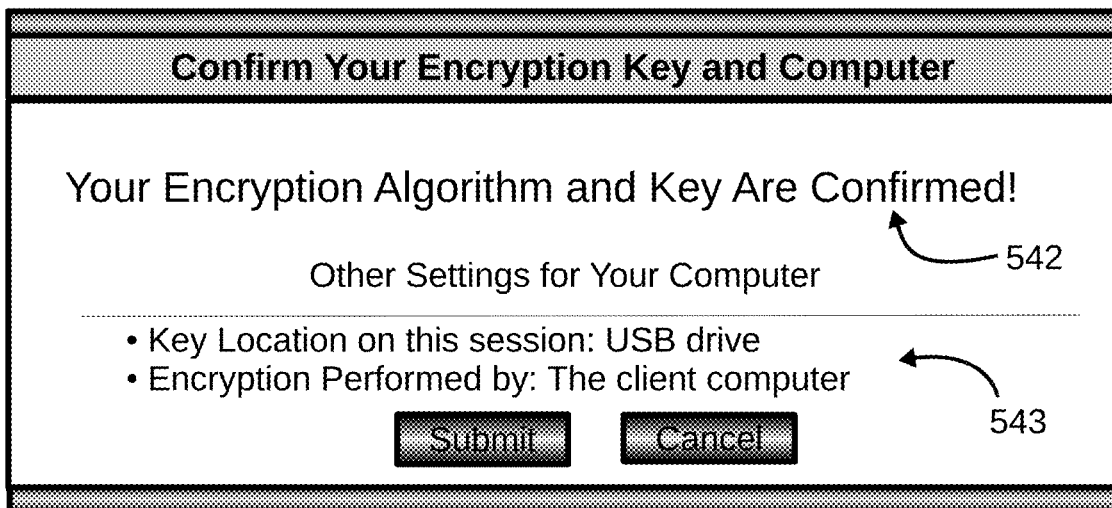 Confirm Your Encryption Key and Computer
Your Encryption Algorithm and Key Are Confirmed!
542
Other Settings for Your Computer
• Key Location on this session: USB drive
• Encryption Performed by: The client computer
543
Submit Cancel